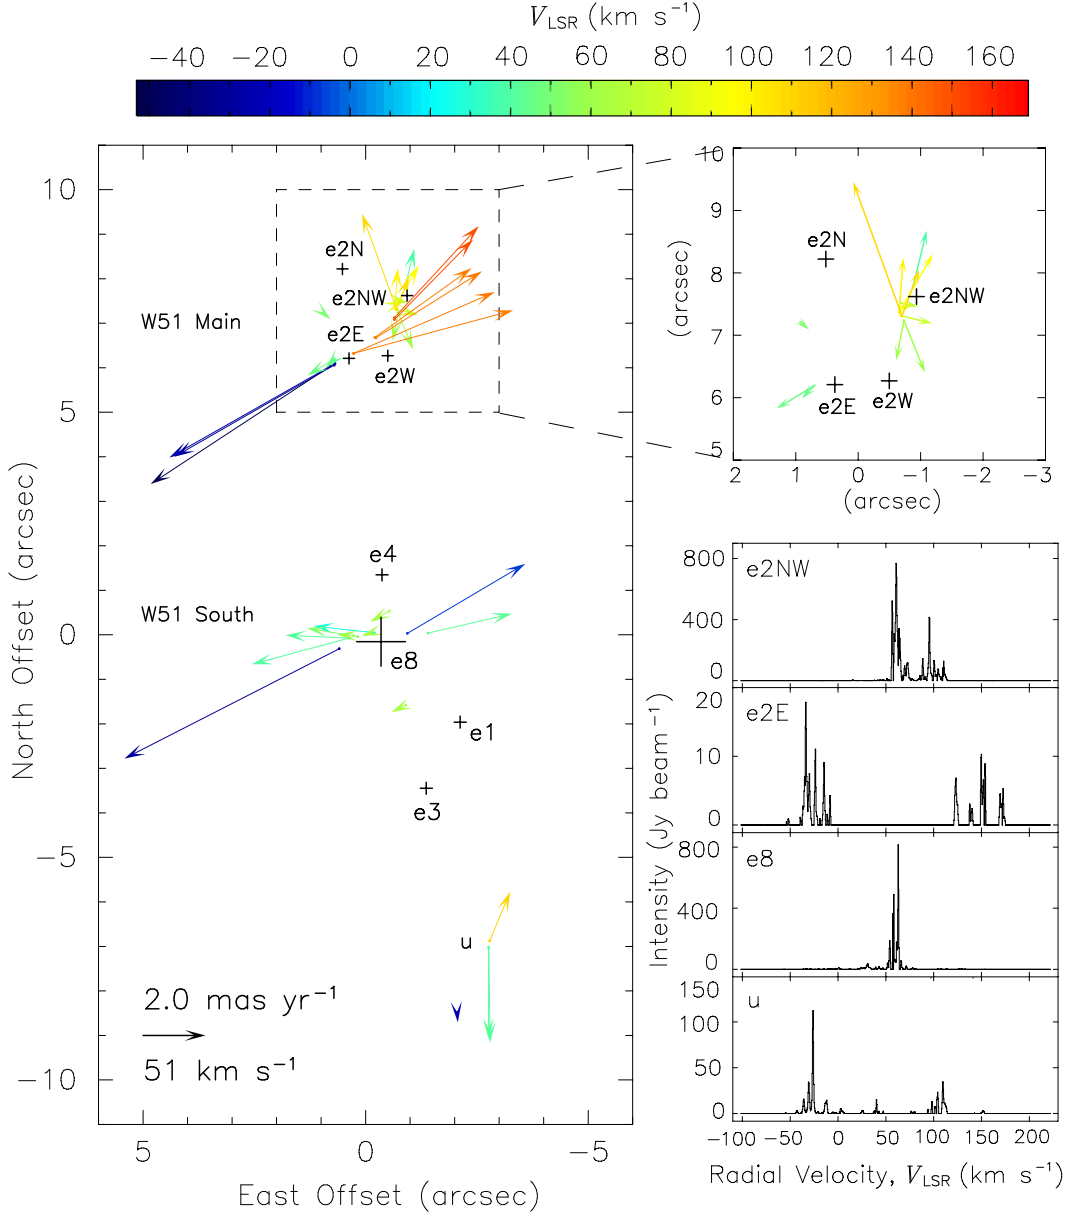 V_LSR (km s⁻¹)
−40 −20 0 20 40 60 80 100 120 140 160
10
5
0
−5
−10
5 0 −5
North Offset (arcsec)
East Offset (arcsec)
W51 Main
e2N
e2NW
e2E
e2W
W51 South
e4
e8
e1
e3
u
2.0 mas yr⁻¹
51 km s⁻¹
10
9
8
7
6
5
2 1 0 −1 −2 −3
(arcsec)
(arcsec)
e2N
e2NW
e2E
e2W
e2NW
800
400
0
e2E
20
10
0
e8
800
400
0
u
150
100
50
0
−100 −50 0 50 100 150 200
Intensity (Jy beam⁻¹)
Radial Velocity, V_LSR (km s⁻¹)